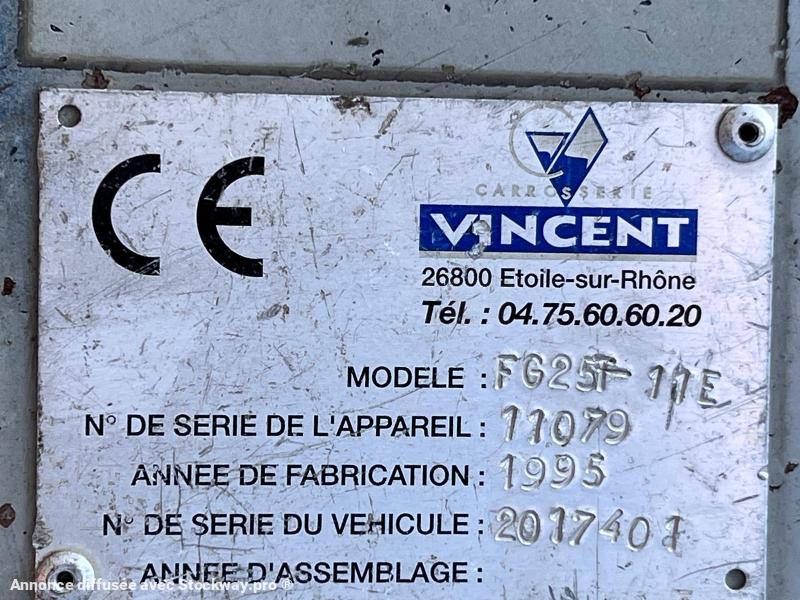 CE
CARROSSERIE
VINCENT
26800 Etoile-sur-Rhône
Tél. : 04.75.60.60.20
MODELE : FG25F-11E
N° DE SERIE DE L'APPAREIL : 11079
ANNEE DE FABRICATION : 1995
N° DE SERIE DU VEHICULE : 2017401
ANNEE D'ASSEMBLAGE :
Annonce diffusée avec Stockway.pro ®